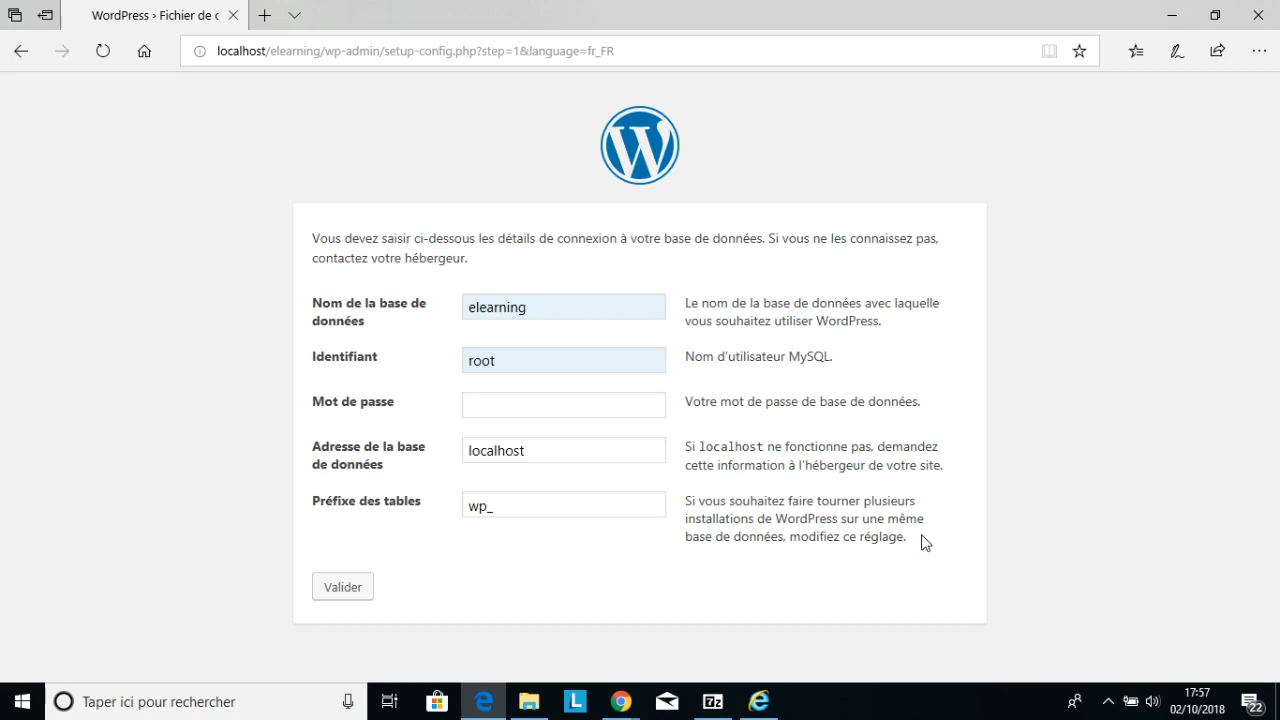 WordPress › Fichier de c
localhost/elearning/wp-admin/setup-config.php?step=1&language=fr_FR
Vous devez saisir ci-dessous les détails de connexion à votre base de données. Si vous ne les connaissez pas,
contactez votre hébergeur.
Nom de la base de
données
elearning
Le nom de la base de données avec laquelle
vous souhaitez utiliser WordPress.
Identifiant
root
Nom d’utilisateur MySQL.
Mot de passe
Votre mot de passe de base de données.
Adresse de la base
de données
localhost
Si localhost ne fonctionne pas, demandez
cette information à l’hébergeur de votre site.
Préfixe des tables
wp_
Si vous souhaitez faire tourner plusieurs
installations de WordPress sur une même
base de données, modifiez ce réglage.
Valider
Taper ici pour rechercher
L
7z
17:57
02/10/2018
22